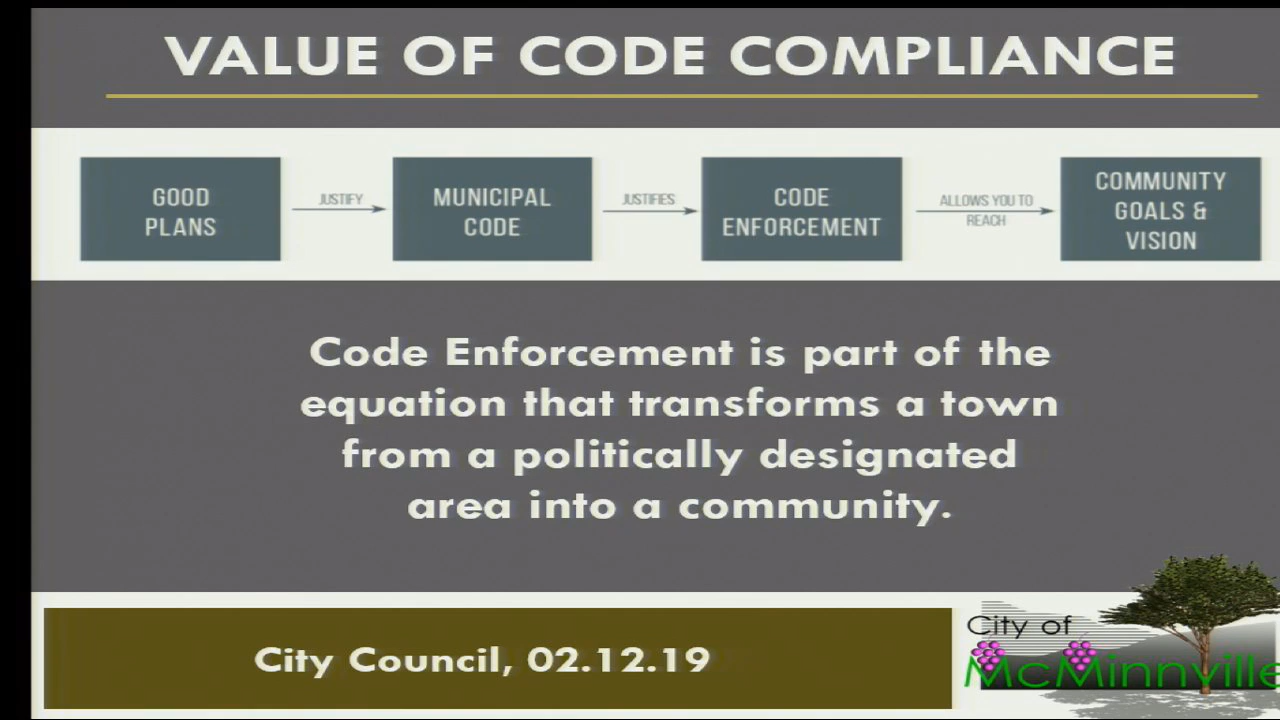 VALUE OF CODE COMPLIANCE
GOOD
PLANS
JUSTIFY
MUNICIPAL
CODE
JUSTIFIES
CODE
ENFORCEMENT
ALLOWS YOU TO
REACH
COMMUNITY
GOALS &
VISION
Code Enforcement is part of the
equation that transforms a town
from a politically designated
area into a community.
City Council, 02.12.19
City of
McMinnville